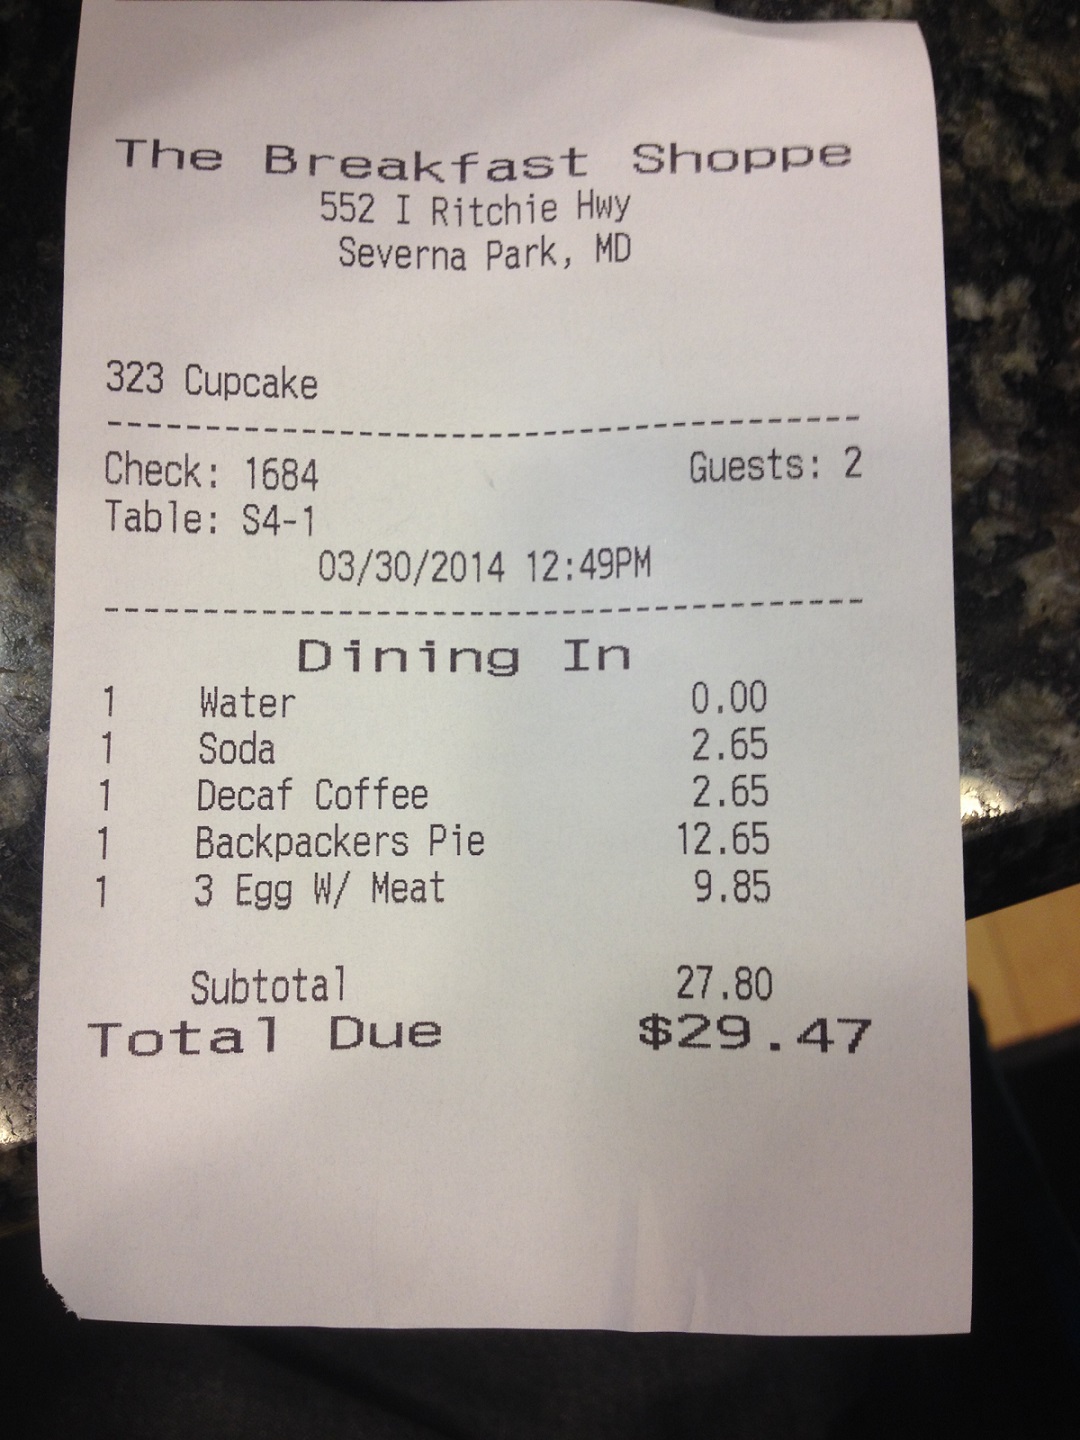 The Breakfast Shoppe
552 I Ritchie Hwy
Severna Park, MD
323 Cupcake
--------------------------------------
Check: 1684 Guests: 2
Table: S4-1
03/30/2014 12:49PM
--------------------------------------
Dining In
1 Water 0.00
1 Soda 2.65
1 Decaf Coffee 2.65
1 Backpackers Pie 12.65
1 3 Egg W/ Meat 9.85
Subtotal 27.80
Total Due $29.47